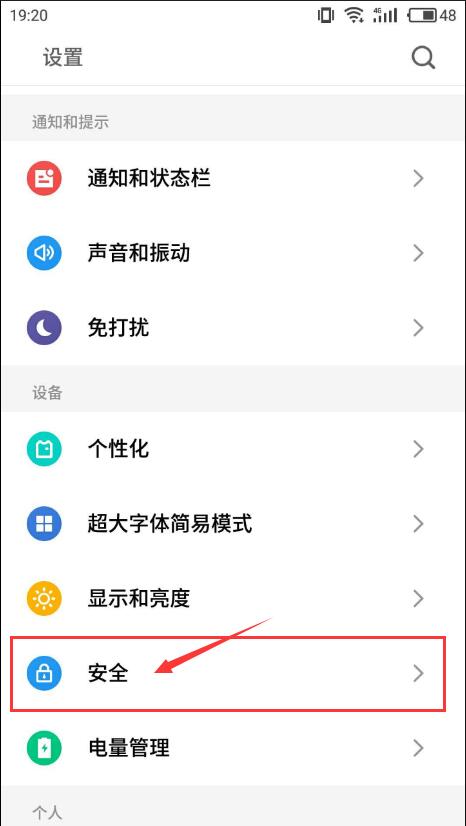 19:20 4G 48
设置
通知和提示
通知和状态栏
声音和振动
免打扰
设备
个性化
超大字体简易模式
显示和亮度
安全
电量管理
个人